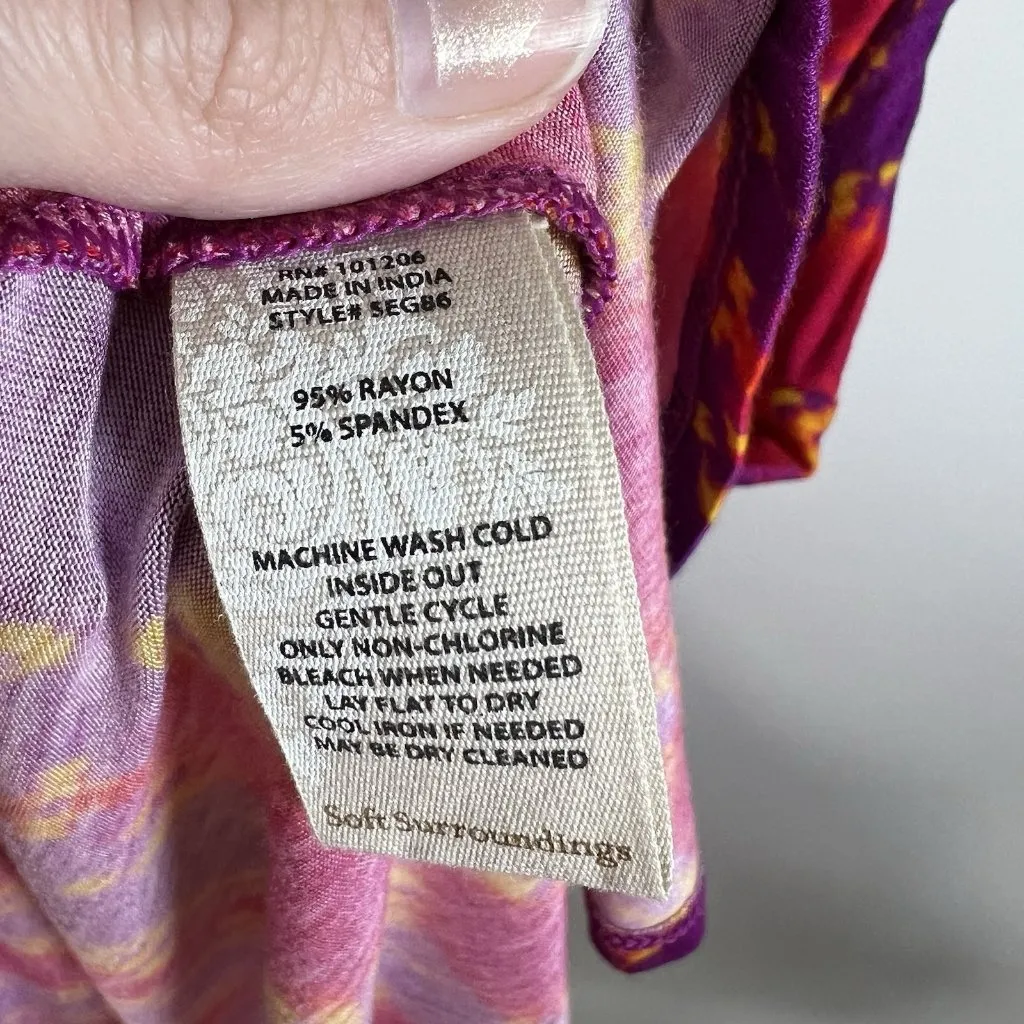 RN# 101206
MADE IN INDIA
STYLE# 5EG86
95% RAYON
5% SPANDEX
MACHINE WASH COLD
INSIDE OUT
GENTLE CYCLE
ONLY NON-CHLORINE
BLEACH WHEN NEEDED
LAY FLAT TO DRY
COOL IRON IF NEEDED
MAY BE DRY CLEANED
Soft Surroundings